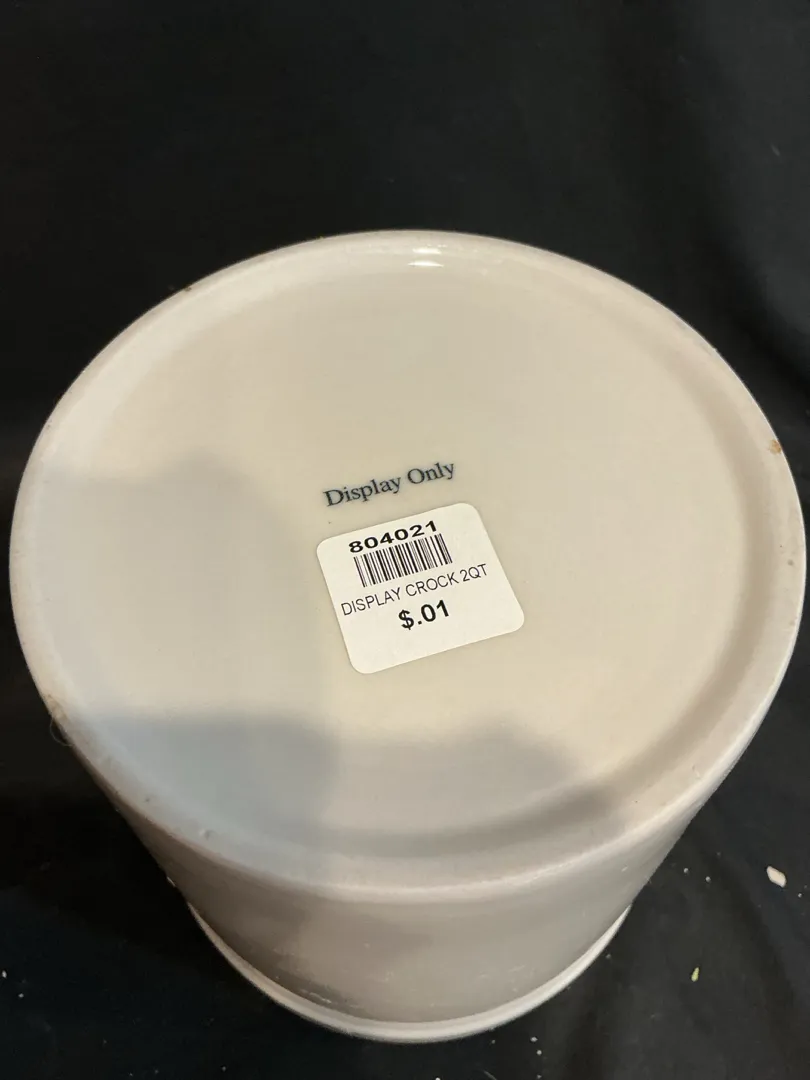 Display Only
804021
DISPLAY CROCK 2QT
$.01